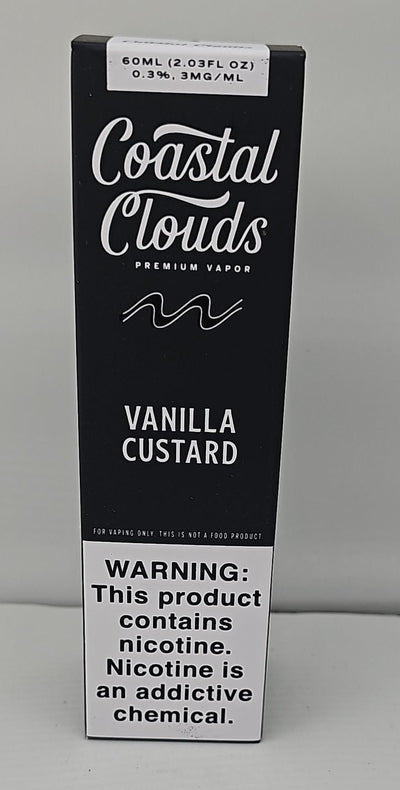 60ML (2.03FL OZ)
0.3%, 3MG/ML
Coastal
Clouds
PREMIUM VAPOR
VANILLA
CUSTARD
FOR VAPING ONLY. THIS IS NOT A FOOD PRODUCT
WARNING:
This product
contains
nicotine.
Nicotine is
an addictive
chemical.